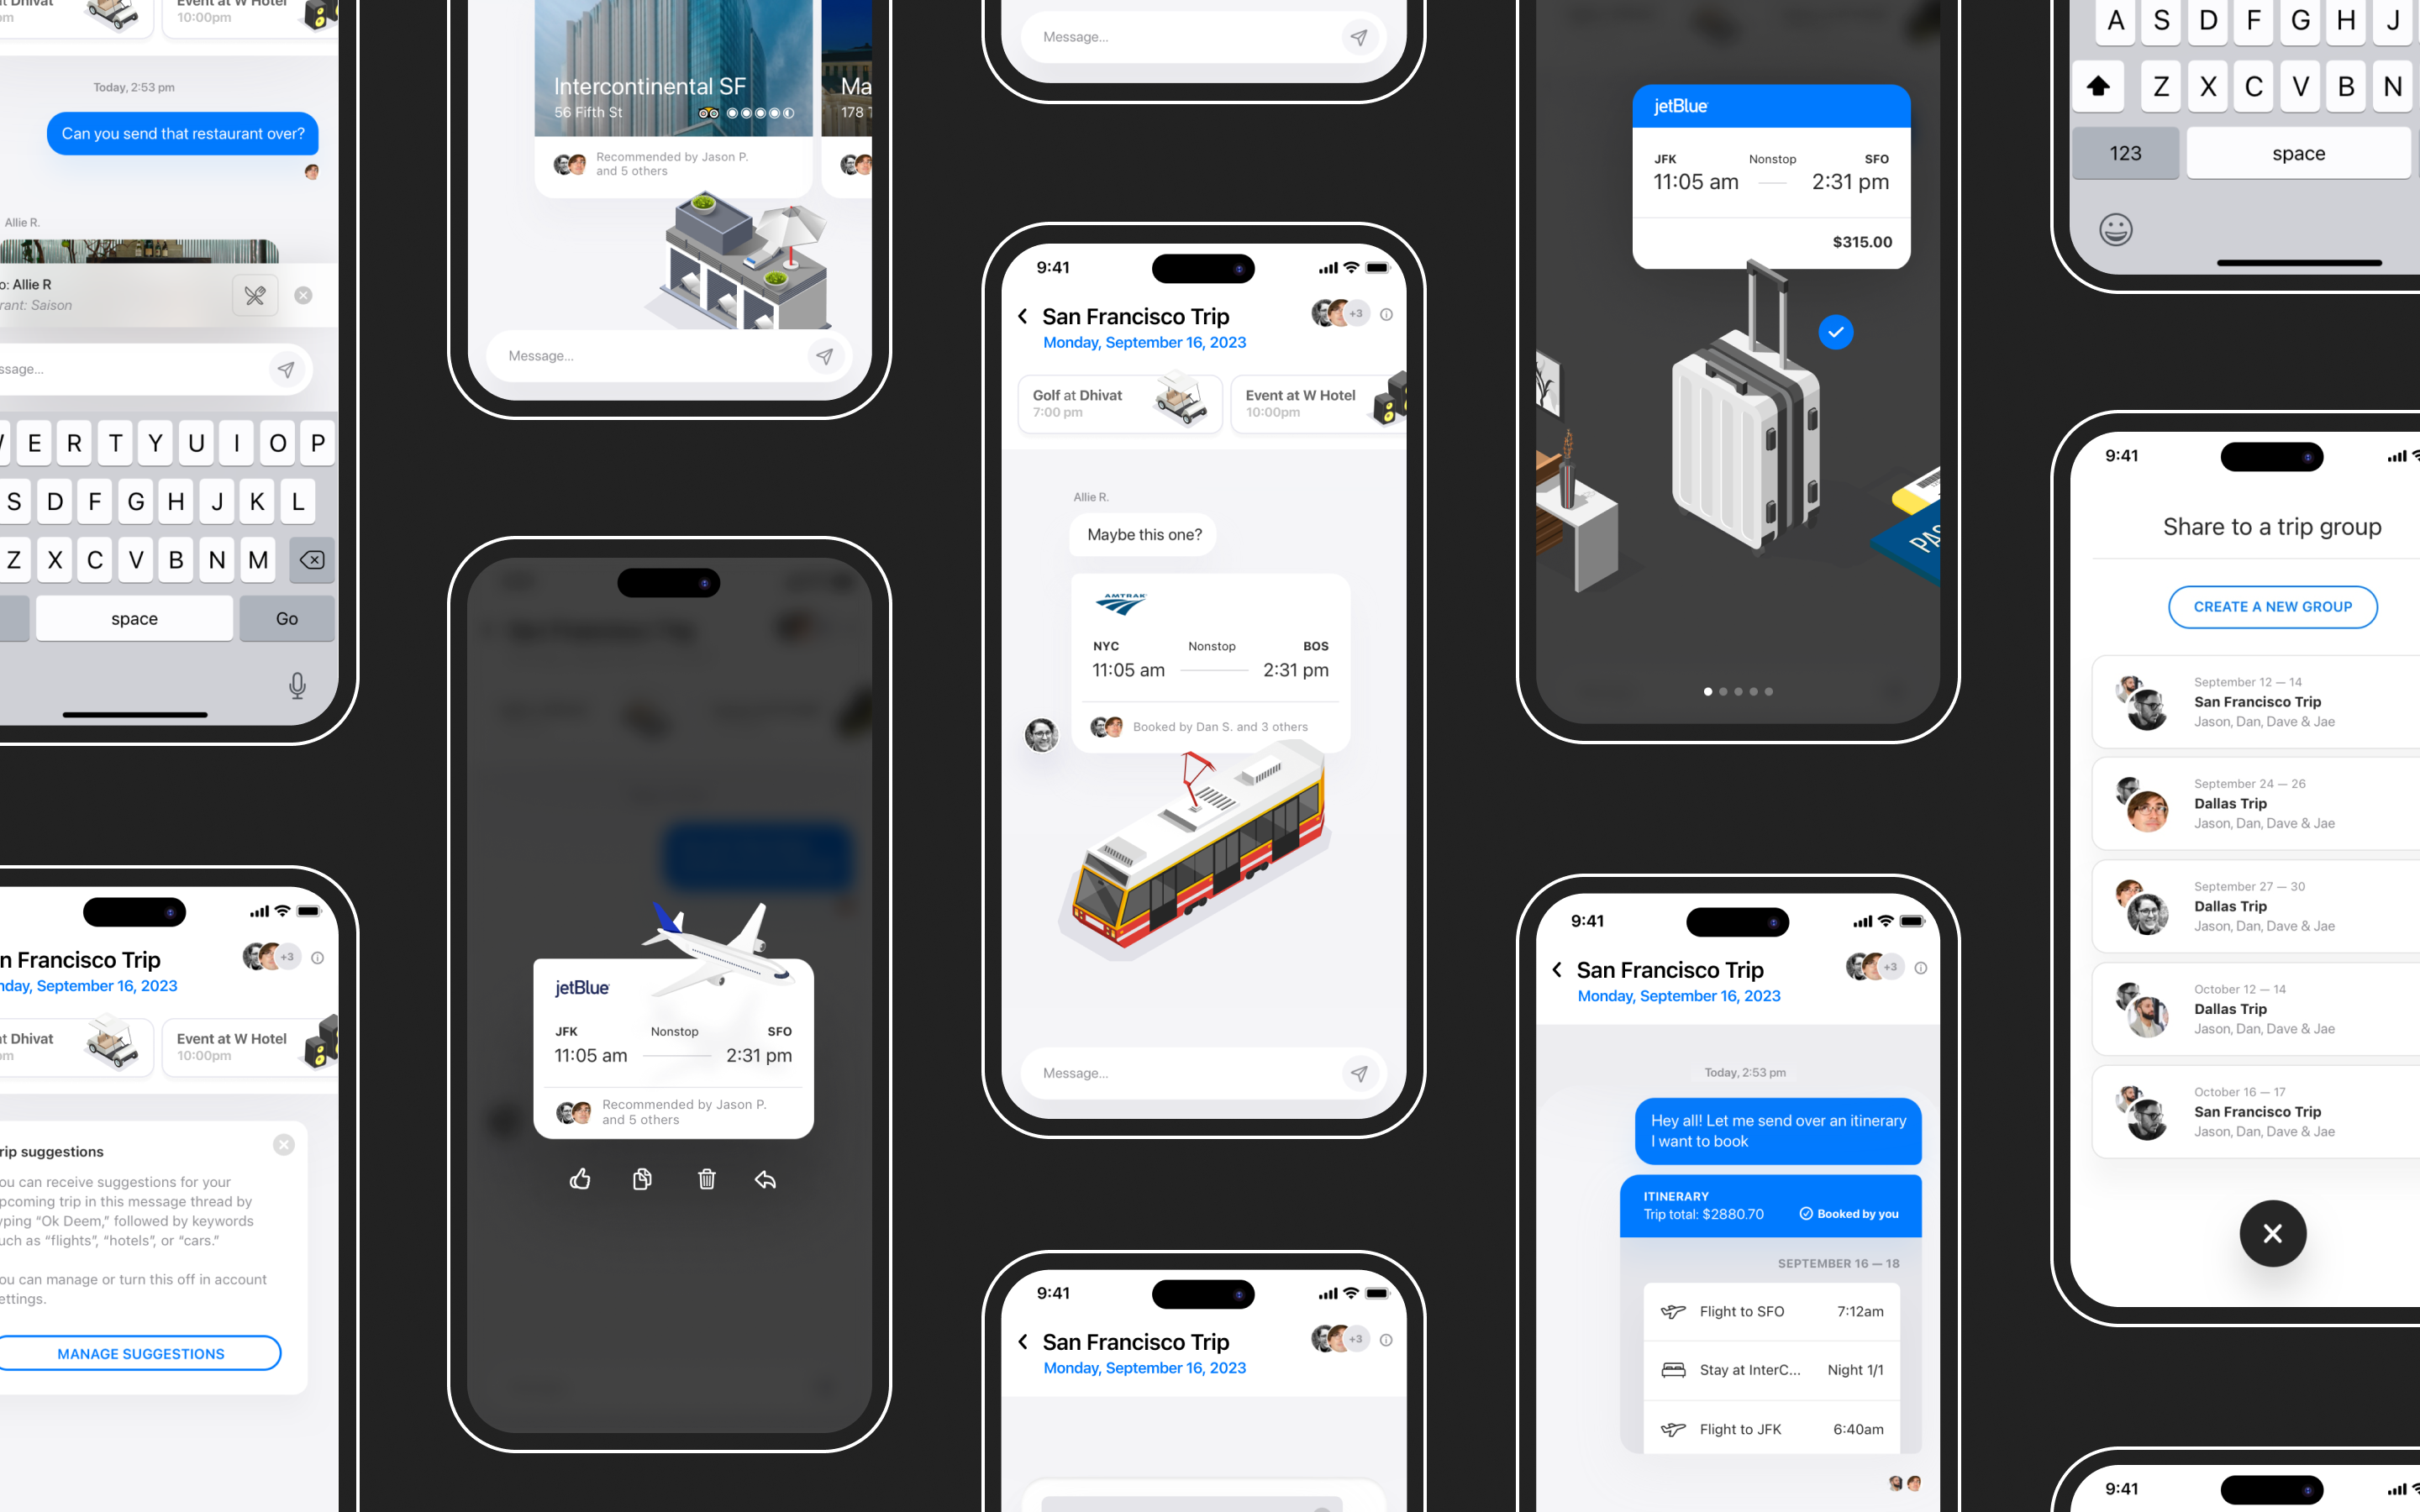 at Dhivat
pm
Event at W Hotel
10:00pm
Today, 2:53 pm
Can you send that restaurant over?
Allie R.
o: Allie R
rant: Saison
ssage...
E R T Y U I O P
S D F G H J K L
Z X C V B N M
space
Go
n Francisco Trip
nday, September 16, 2023
+3
at Dhivat
pm
Event at W Hotel
10:00pm
rip suggestions
ou can receive suggestions for your
pcoming trip in this message thread by
yping “Ok Deem,” followed by keywords
uch as “flights”, “hotels”, or “cars.”
ou can manage or turn this off in account
ettings.
MANAGE SUGGESTIONS
Intercontinental SF
56 Fifth St
Ma
178
Recommended by Jason P.
and 5 others
Message...
jetBlue
JFK
Nonstop
SFO
11:05 am
2:31 pm
Recommended by Jason P.
and 5 others
Message...
9:41
San Francisco Trip
+3
Monday, September 16, 2023
Golf at Dhivat
7:00 pm
Event at W Hotel
10:00pm
Allie R.
Maybe this one?
AMTRAK
NYC
Nonstop
BOS
11:05 am
2:31 pm
Booked by Dan S. and 3 others
Message...
9:41
San Francisco Trip
+3
Monday, September 16, 2023
jetBlue
JFK
Nonstop
SFO
11:05 am
2:31 pm
$315.00
PAS
9:41
San Francisco Trip
+3
Monday, September 16, 2023
Today, 2:53 pm
Hey all! Let me send over an itinerary
I want to book
ITINERARY
Trip total: $2880.70
Booked by you
SEPTEMBER 16 — 18
Flight to SFO
7:12am
Stay at InterC...
Night 1/1
Flight to JFK
6:40am
A S D F G H J
Z X C V B N
123
space
9:41
Share to a trip group
CREATE A NEW GROUP
September 12 — 14
San Francisco Trip
Jason, Dan, Dave & Jae
September 24 — 26
Dallas Trip
Jason, Dan, Dave & Jae
September 27 — 30
Dallas Trip
Jason, Dan, Dave & Jae
October 12 — 14
Dallas Trip
Jason, Dan, Dave & Jae
October 16 — 17
San Francisco Trip
Jason, Dan, Dave & Jae
9:41